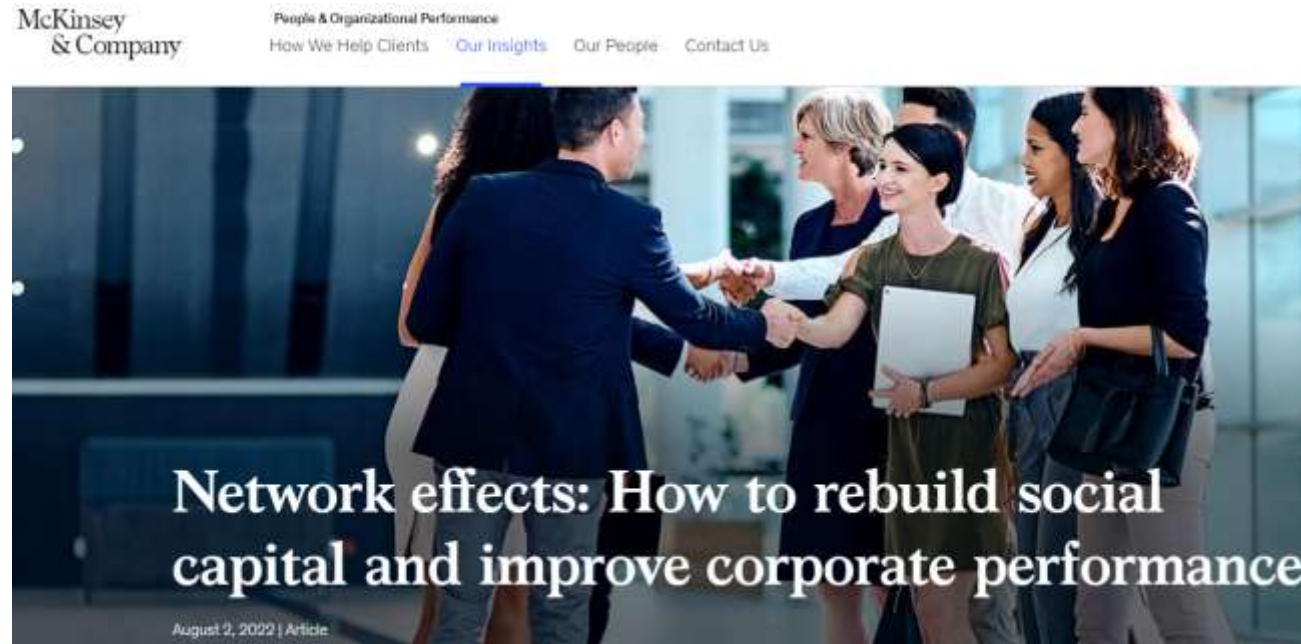 McKinsey
& Company
People & Organizational Performance
How We Help Clients Our Insights Our People Contact Us
Network effects: How to rebuild social
capital and improve corporate performance
August 2, 2022 | Article